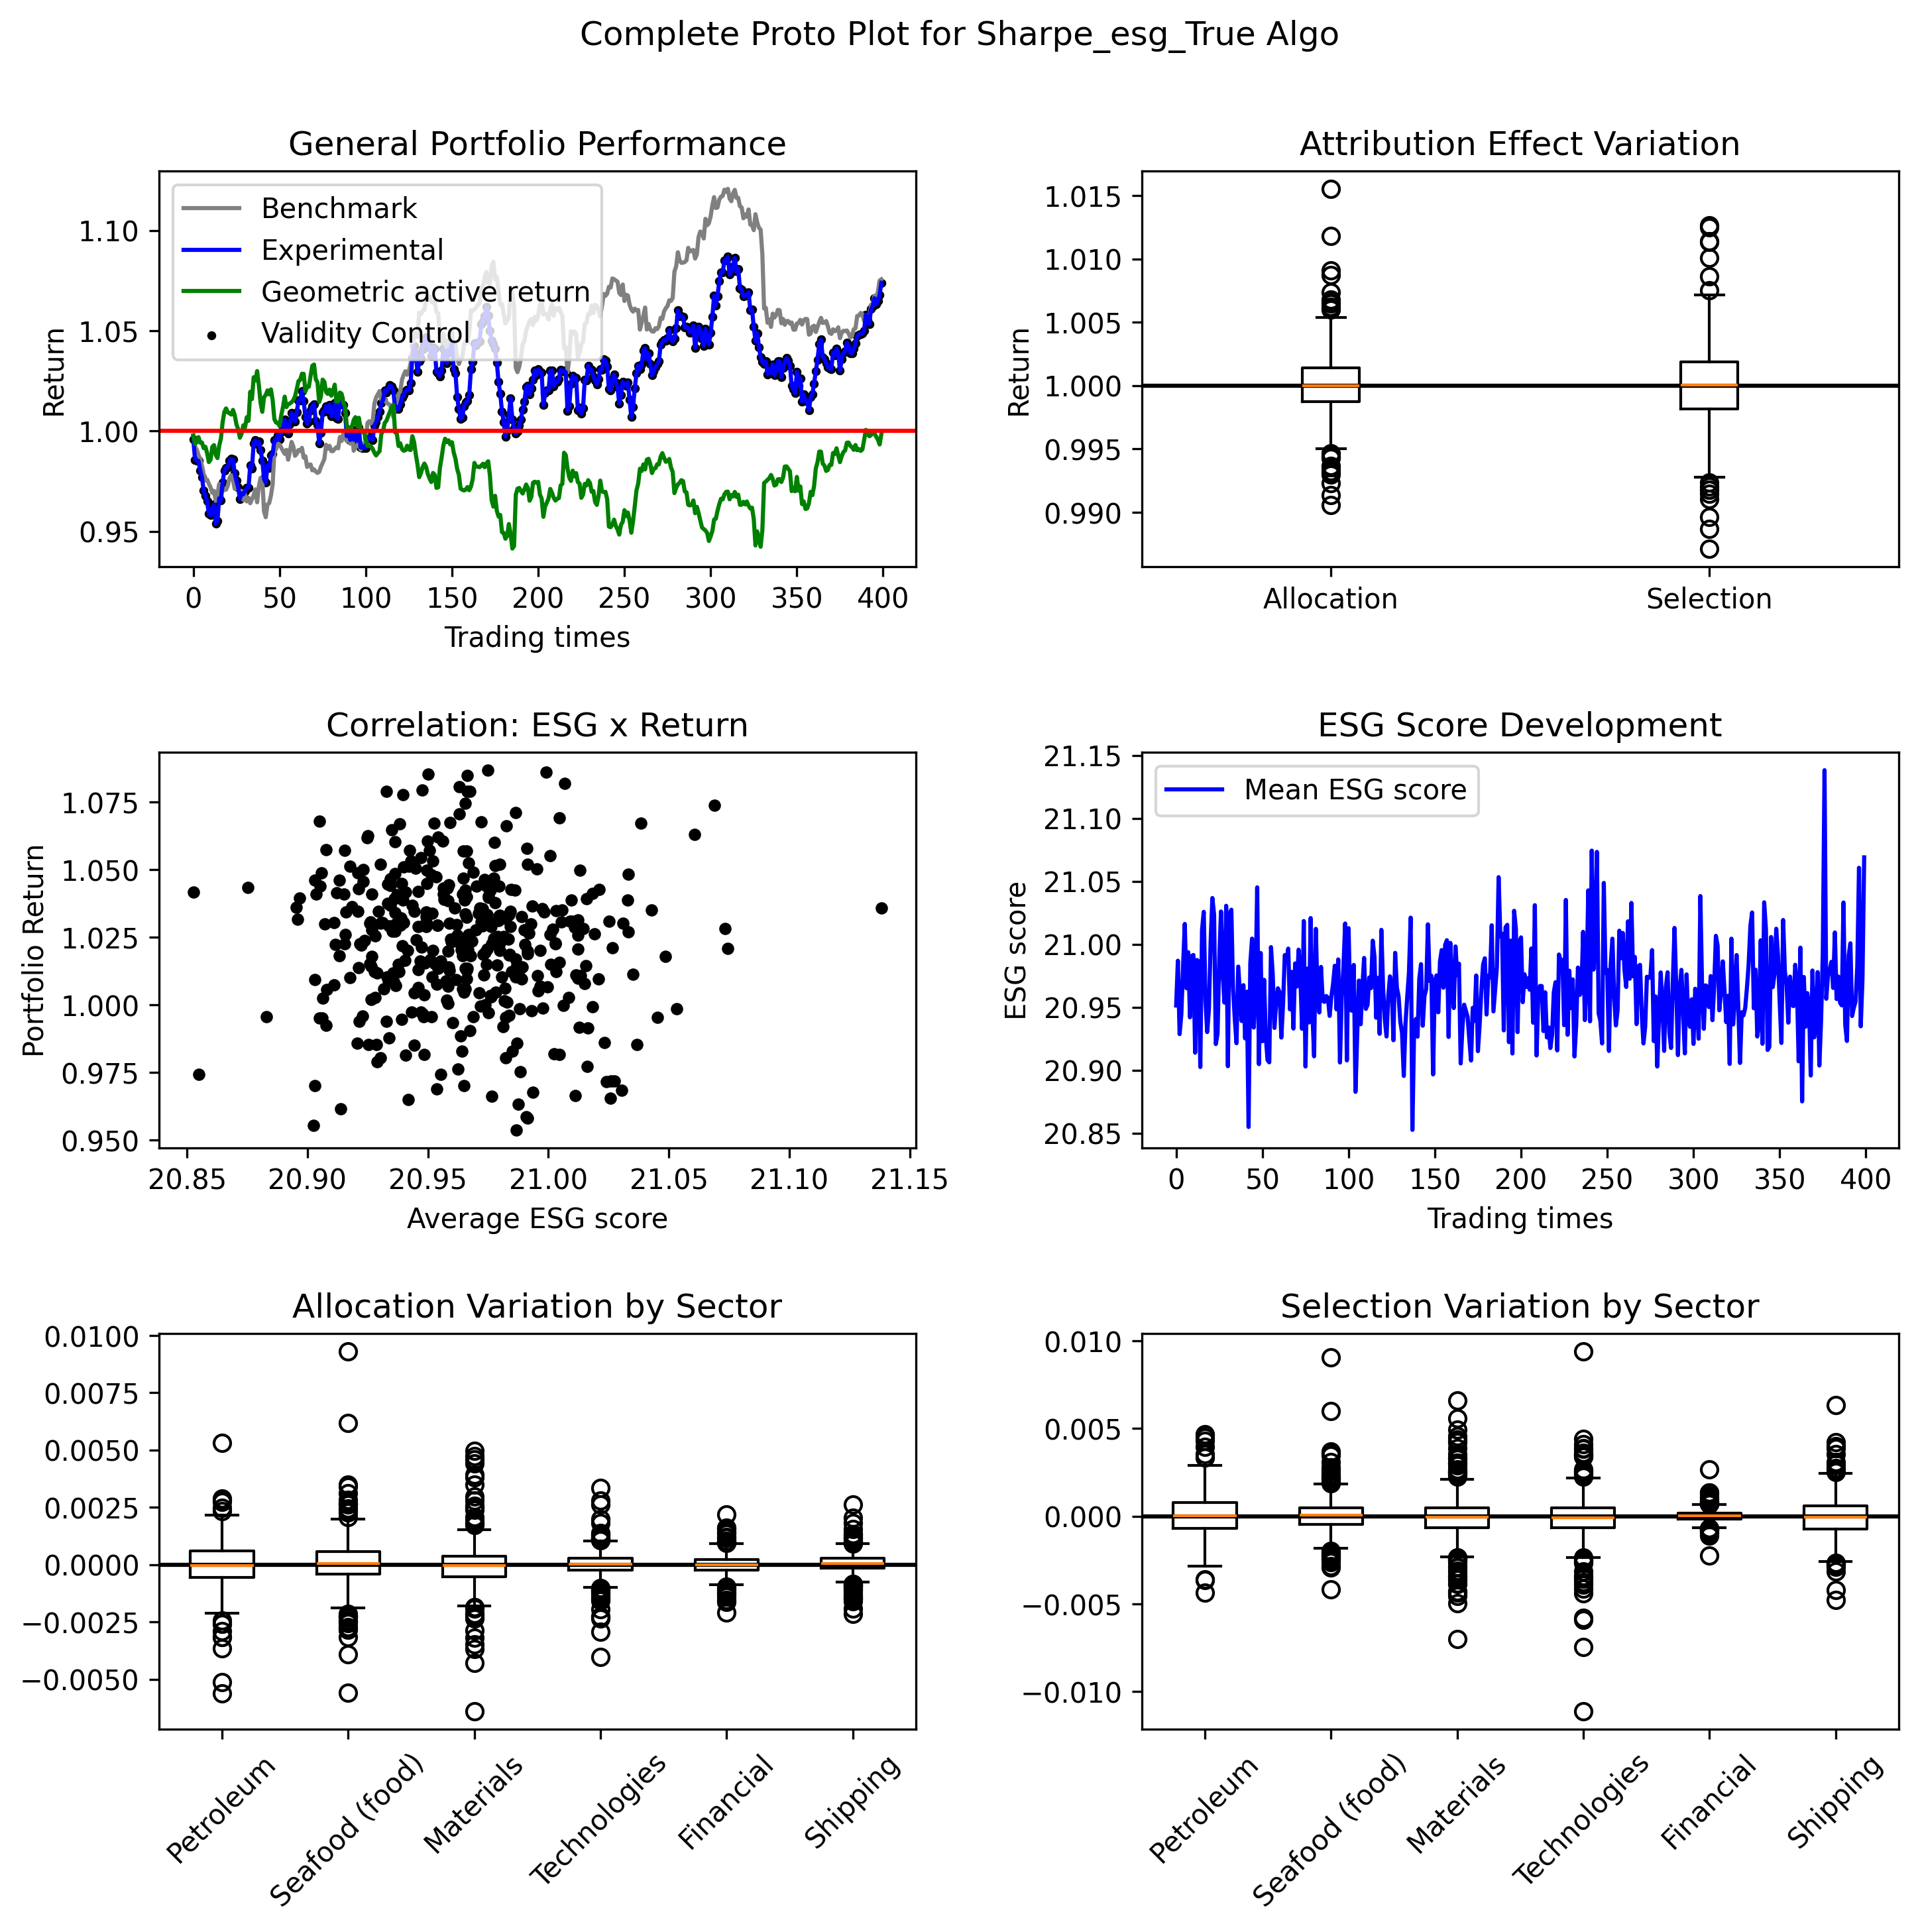 Complete Proto Plot for Sharpe_esg_True Algo
General Portfolio Performance
Benchmark
Experimental
Geometric active return
Validity Control
Return
1.10
1.05
1.00
0.95
0 50 100 150 200 250 300 350 400
Trading times
Attribution Effect Variation
Return
1.015
1.010
1.005
1.000
0.995
0.990
Allocation Selection
Correlation: ESG x Return
Portfolio Return
1.075
1.050
1.025
1.000
0.975
0.950
20.85 20.90 20.95 21.00 21.05 21.10 21.15
Average ESG score
ESG Score Development
Mean ESG score
ESG score
21.15
21.10
21.05
21.00
20.95
20.90
20.85
0 50 100 150 200 250 300 350 400
Trading times
Allocation Variation by Sector
0.0100
0.0075
0.0050
0.0025
0.0000
−0.0025
−0.0050
Petroleum Seafood (food) Materials Technologies Financial Shipping
Selection Variation by Sector
0.010
0.005
0.000
−0.005
−0.010
Petroleum Seafood (food) Materials Technologies Financial Shipping